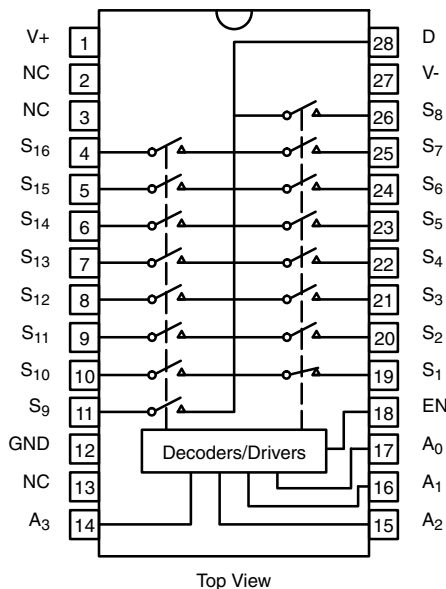 V+ 1 28 D
NC 2 27 V-
NC 3 26 S8
S16 4 25 S7
S15 5 24 S6
S14 6 23 S5
S13 7 22 S4
S12 8 21 S3
S11 9 20 S2
S10 10 19 S1
S9 11 18 EN
GND 12 Decoders/Drivers 17 A0
NC 13 16 A1
A3 14 15 A2
Top View